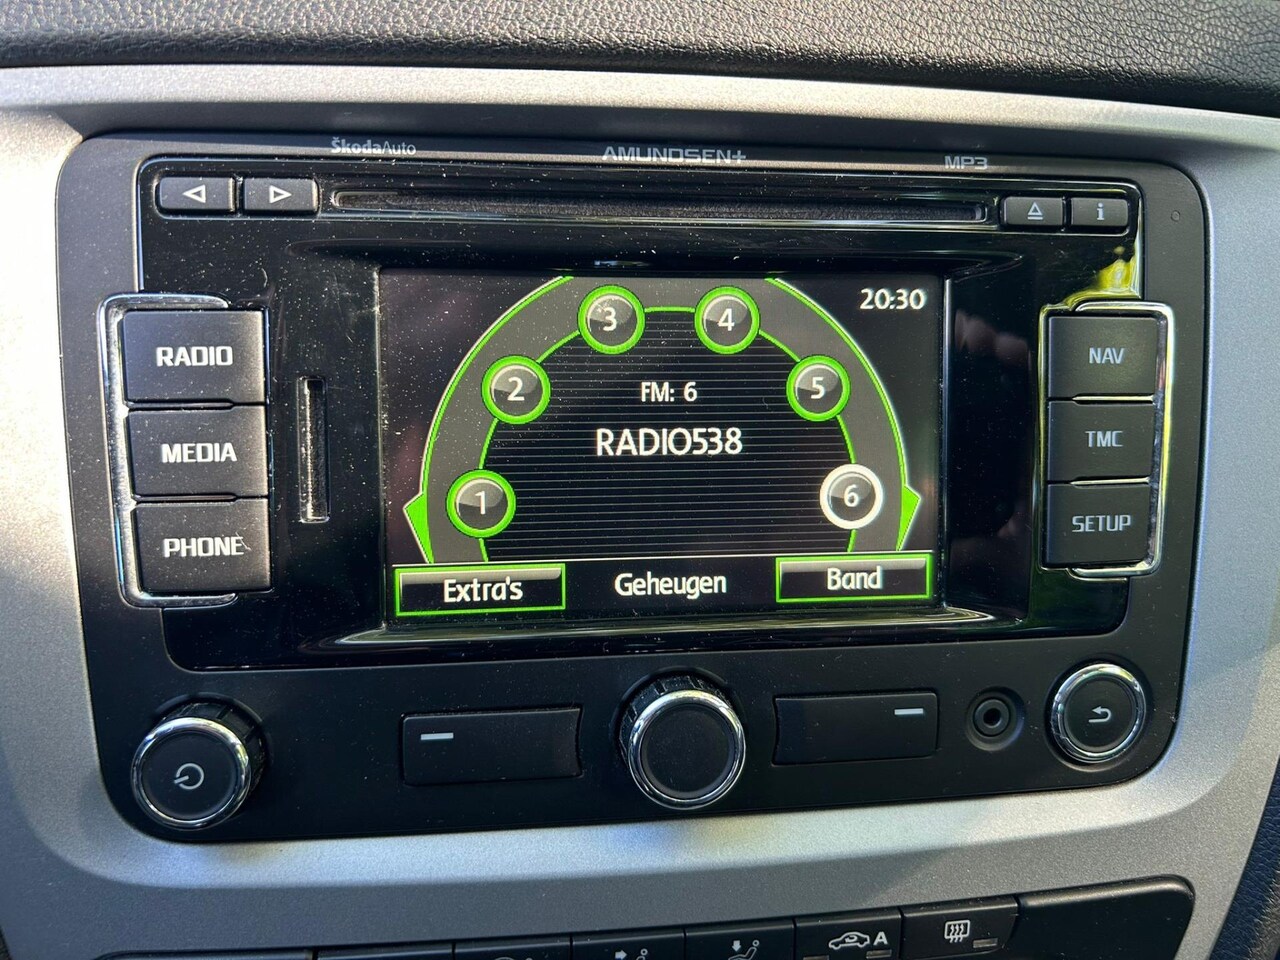 ŠkodaAuto
AMUNDSEN+
MP3
i
20:30
3
4
2
5
FM: 6
RADIO538
1
6
Extra's
Geheugen
Band
RADIO
MEDIA
PHONE
NAV
TMC
SETUP
A